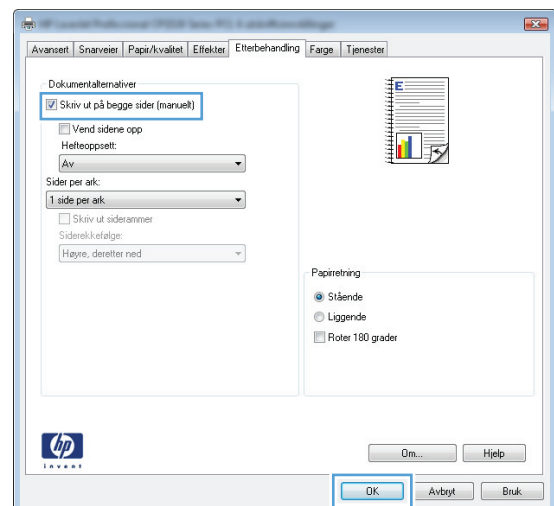 Avansert Snarveier Papir/kvalitet Effekter Etterbehandling Farge Tjenester
Dokumentalternativer
Skriv ut på begge sider (manuelt)
Vend sidene opp
Hefteoppsett:
Av
Sider per ark:
1 side per ark
Skriv ut siderammer
Siderekkefølge:
Høyre, deretter ned
E
Papirretning
Stående
Liggende
Roter 180 grader
hp
invent
Om... Hjelp
OK Avbryt Bruk